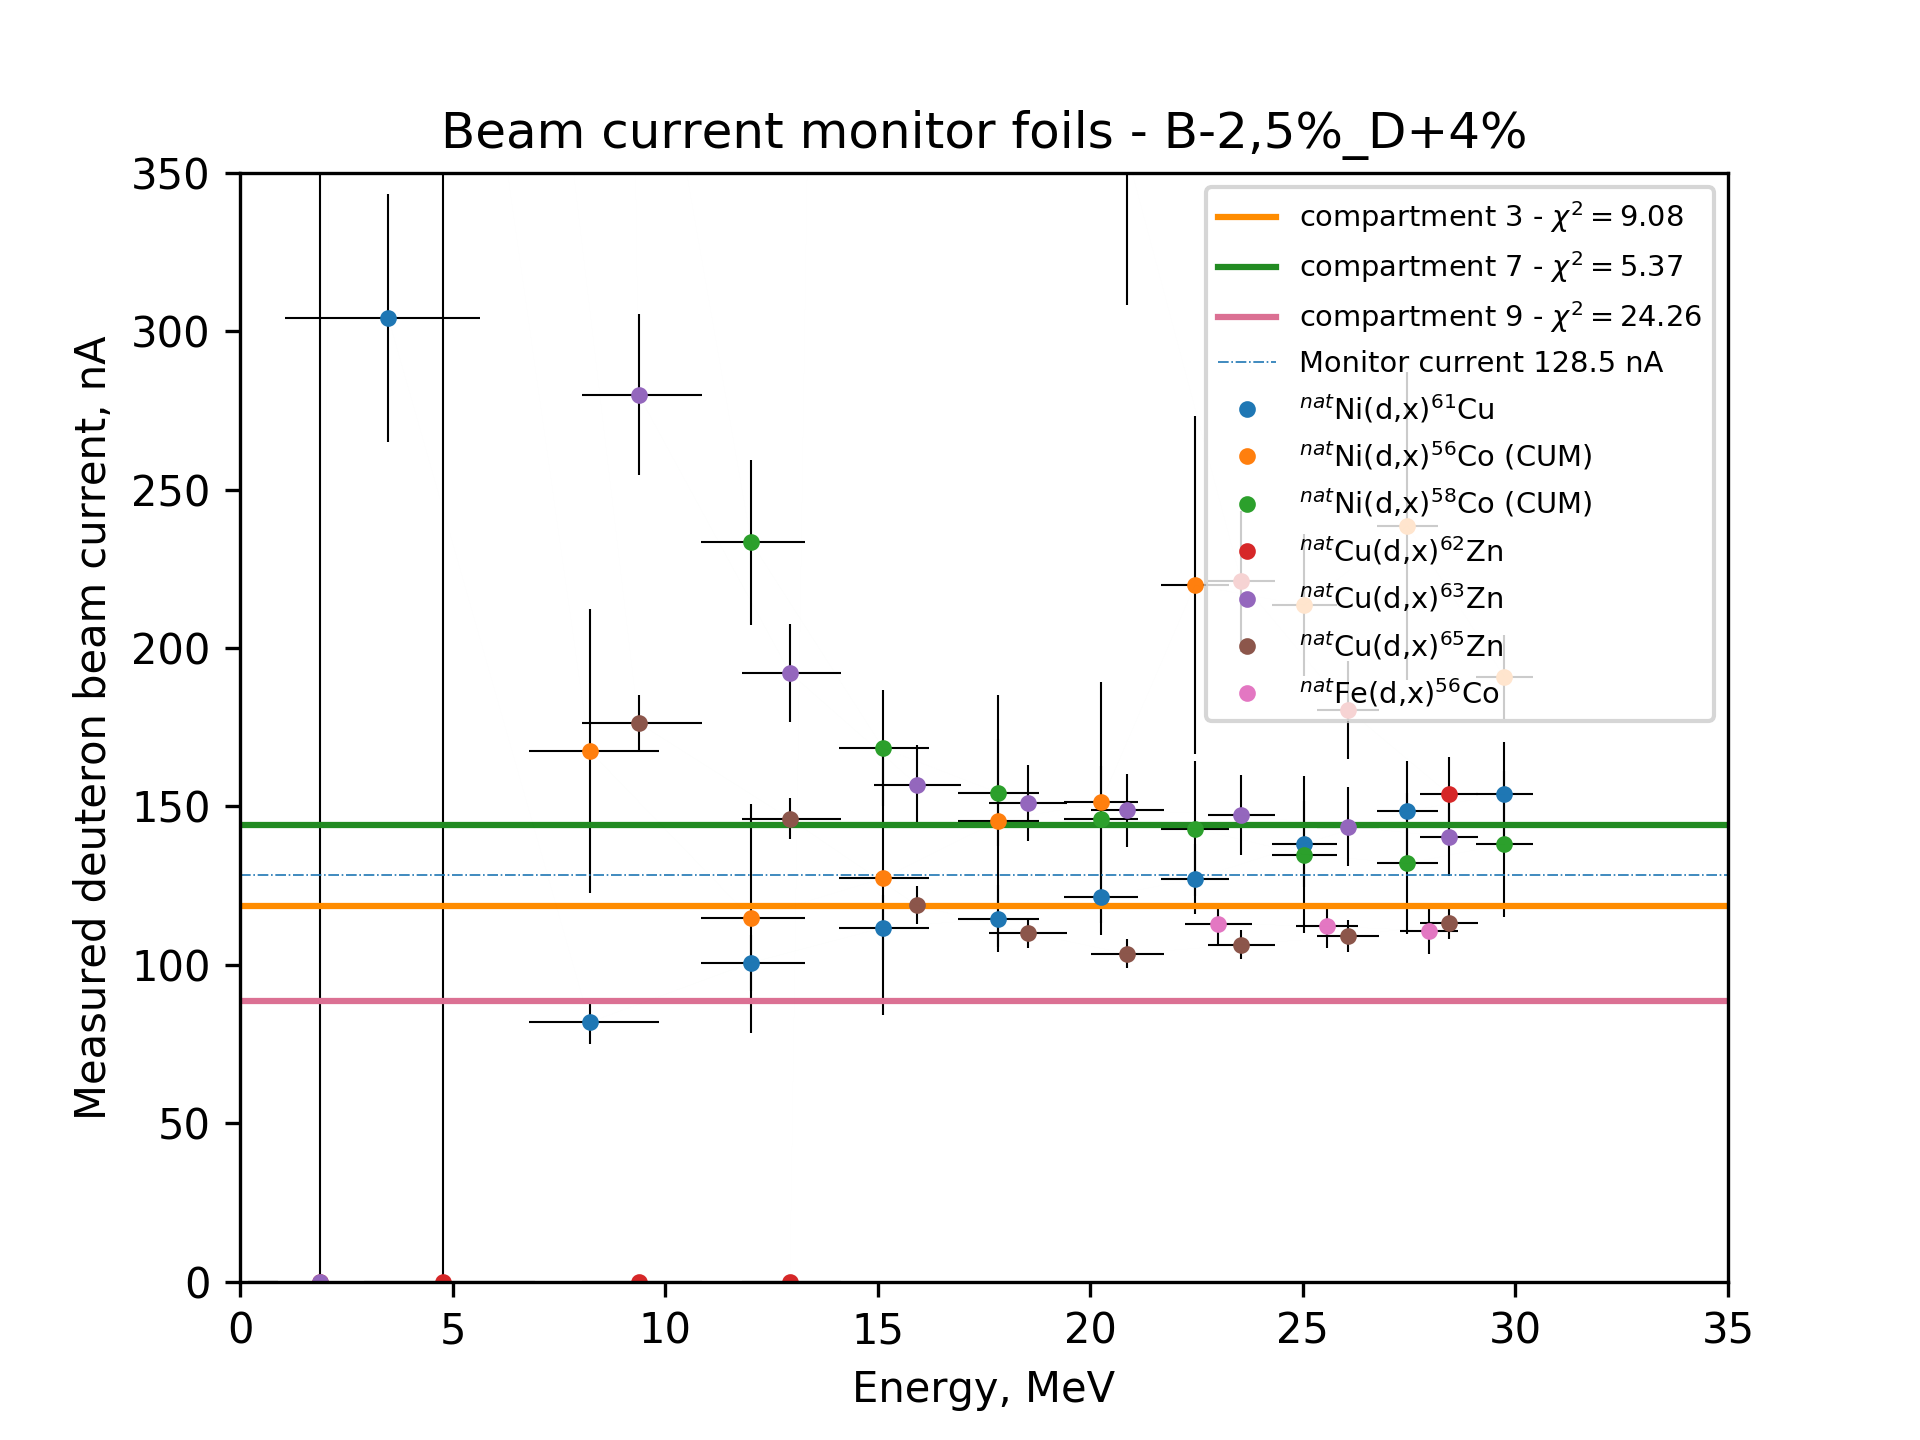 Beam current monitor foils - B-2,5%_D+4%
350
300
250
200
150
100
50
0
Measured deuteron beam current, nA
compartment 3 - χ² = 9.08
compartment 7 - χ² = 5.37
compartment 9 - χ² = 24.26
Monitor current 128.5 nA
ⁿᵃᵗNi(d,x)⁶¹Cu
ⁿᵃᵗNi(d,x)⁵⁶Co (CUM)
ⁿᵃᵗNi(d,x)⁵⁸Co (CUM)
ⁿᵃᵗCu(d,x)⁶²Zn
ⁿᵃᵗCu(d,x)⁶³Zn
ⁿᵃᵗCu(d,x)⁶⁵Zn
ⁿᵃᵗFe(d,x)⁵⁶Co
0 5 10 15 20 25 30 35
Energy, MeV